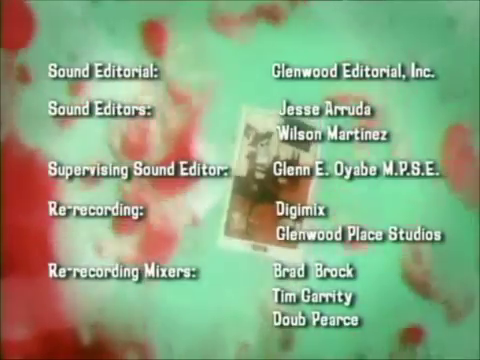 Sound Editorial: Glenwood Editorial, Inc.
Sound Editors: Jesse Arruda
Wilson Martinez
Supervising Sound Editor: Glenn E. Oyabe M.P.S.E.
Re-recording: Digimix
Glenwood Place Studios
Re-recording Mixers: Brad Brock
Tim Garrity
Doub Pearce